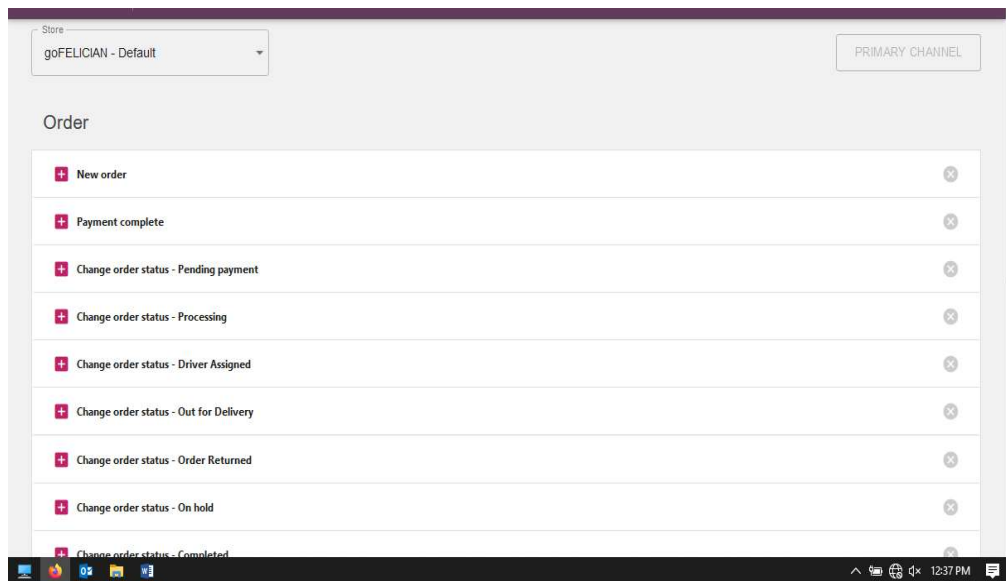 Store
goFELICIAN - Default
PRIMARY CHANNEL
Order
New order
Payment complete
Change order status - Pending payment
Change order status - Processing
Change order status - Driver Assigned
Change order status - Out for Delivery
Change order status - Order Returned
Change order status - On hold
Change order status - Completed
12:37 PM